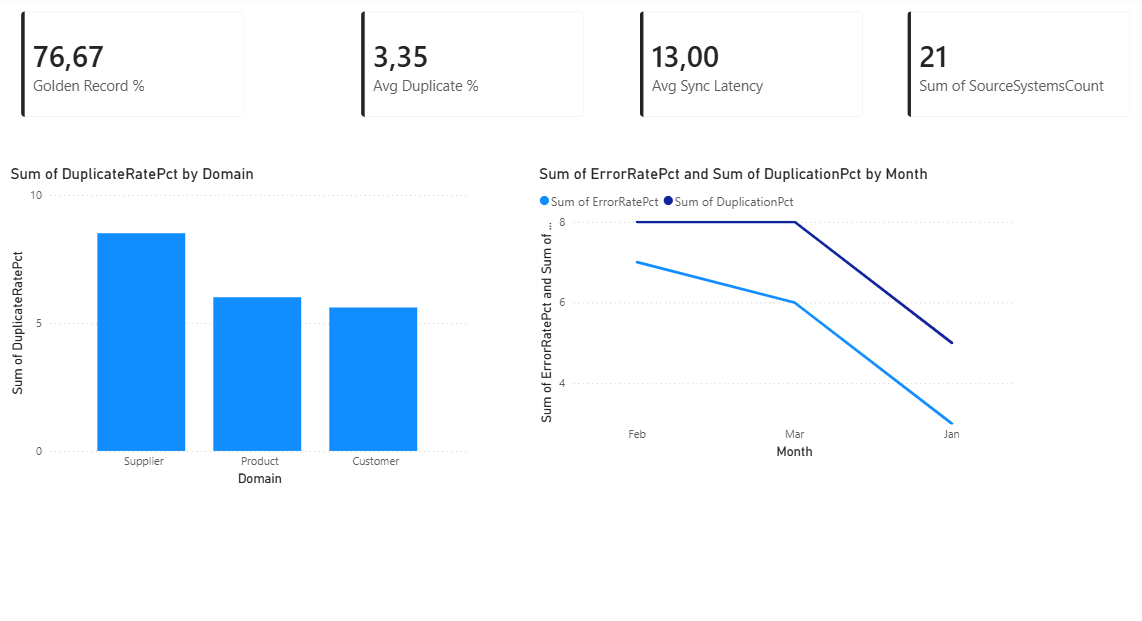 76,67
Golden Record %
3,35
Avg Duplicate %
13,00
Avg Sync Latency
21
Sum of SourceSystemsCount
Sum of DuplicateRatePct by Domain
10
5
0
Sum of DuplicateRatePct
Supplier
Product
Customer
Domain
Sum of ErrorRatePct and Sum of DuplicationPct by Month
Sum of ErrorRatePct
Sum of DuplicationPct
8
6
4
Sum of ErrorRatePct and Sum of ...
Feb
Mar
Jan
Month